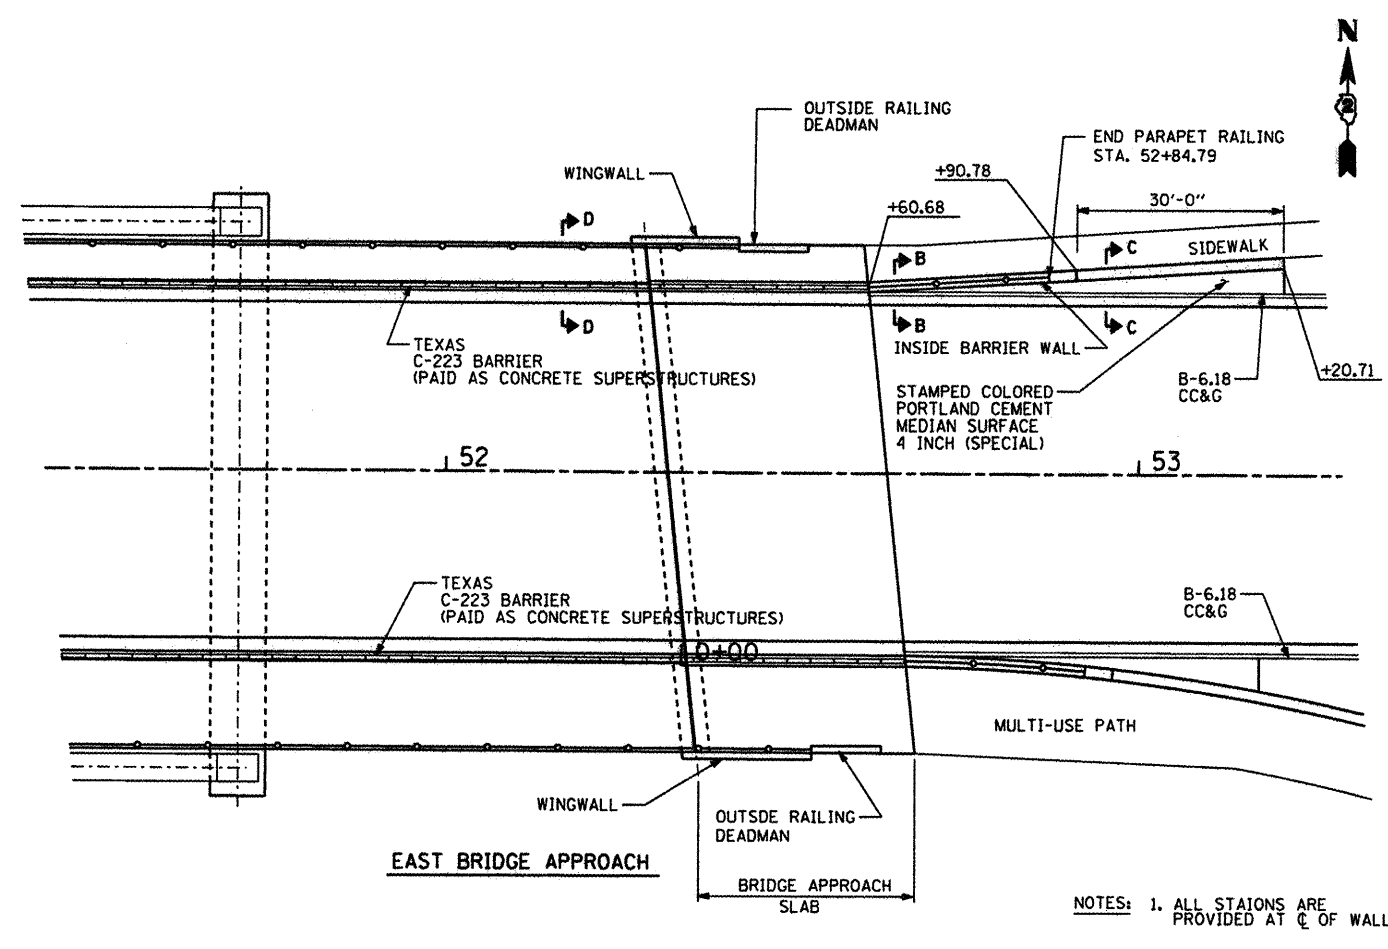 N
2
OUTSIDE RAILING
DEADMAN
END PARAPET RAILING
STA. 52+84.79
WINGWALL
+90.78
30'-0"
+60.68
D
B
C
SIDEWALK
D
B
C
TEXAS
C-223 BARRIER
(PAID AS CONCRETE SUPERSTRUCTURES)
INSIDE BARRIER WALL
STAMPED COLORED
PORTLAND CEMENT
MEDIAN SURFACE
4 INCH (SPECIAL)
B-6.18
CC&G
+20.71
52
53
TEXAS
C-223 BARRIER
(PAID AS CONCRETE SUPERSTRUCTURES)
B-6.18
CC&G
0+00
MULTI-USE PATH
WINGWALL
OUTSDE RAILING
DEADMAN
EAST BRIDGE APPROACH
BRIDGE APPROACH
SLAB
NOTES: 1. ALL STAIONS ARE
PROVIDED AT ℄ OF WALL